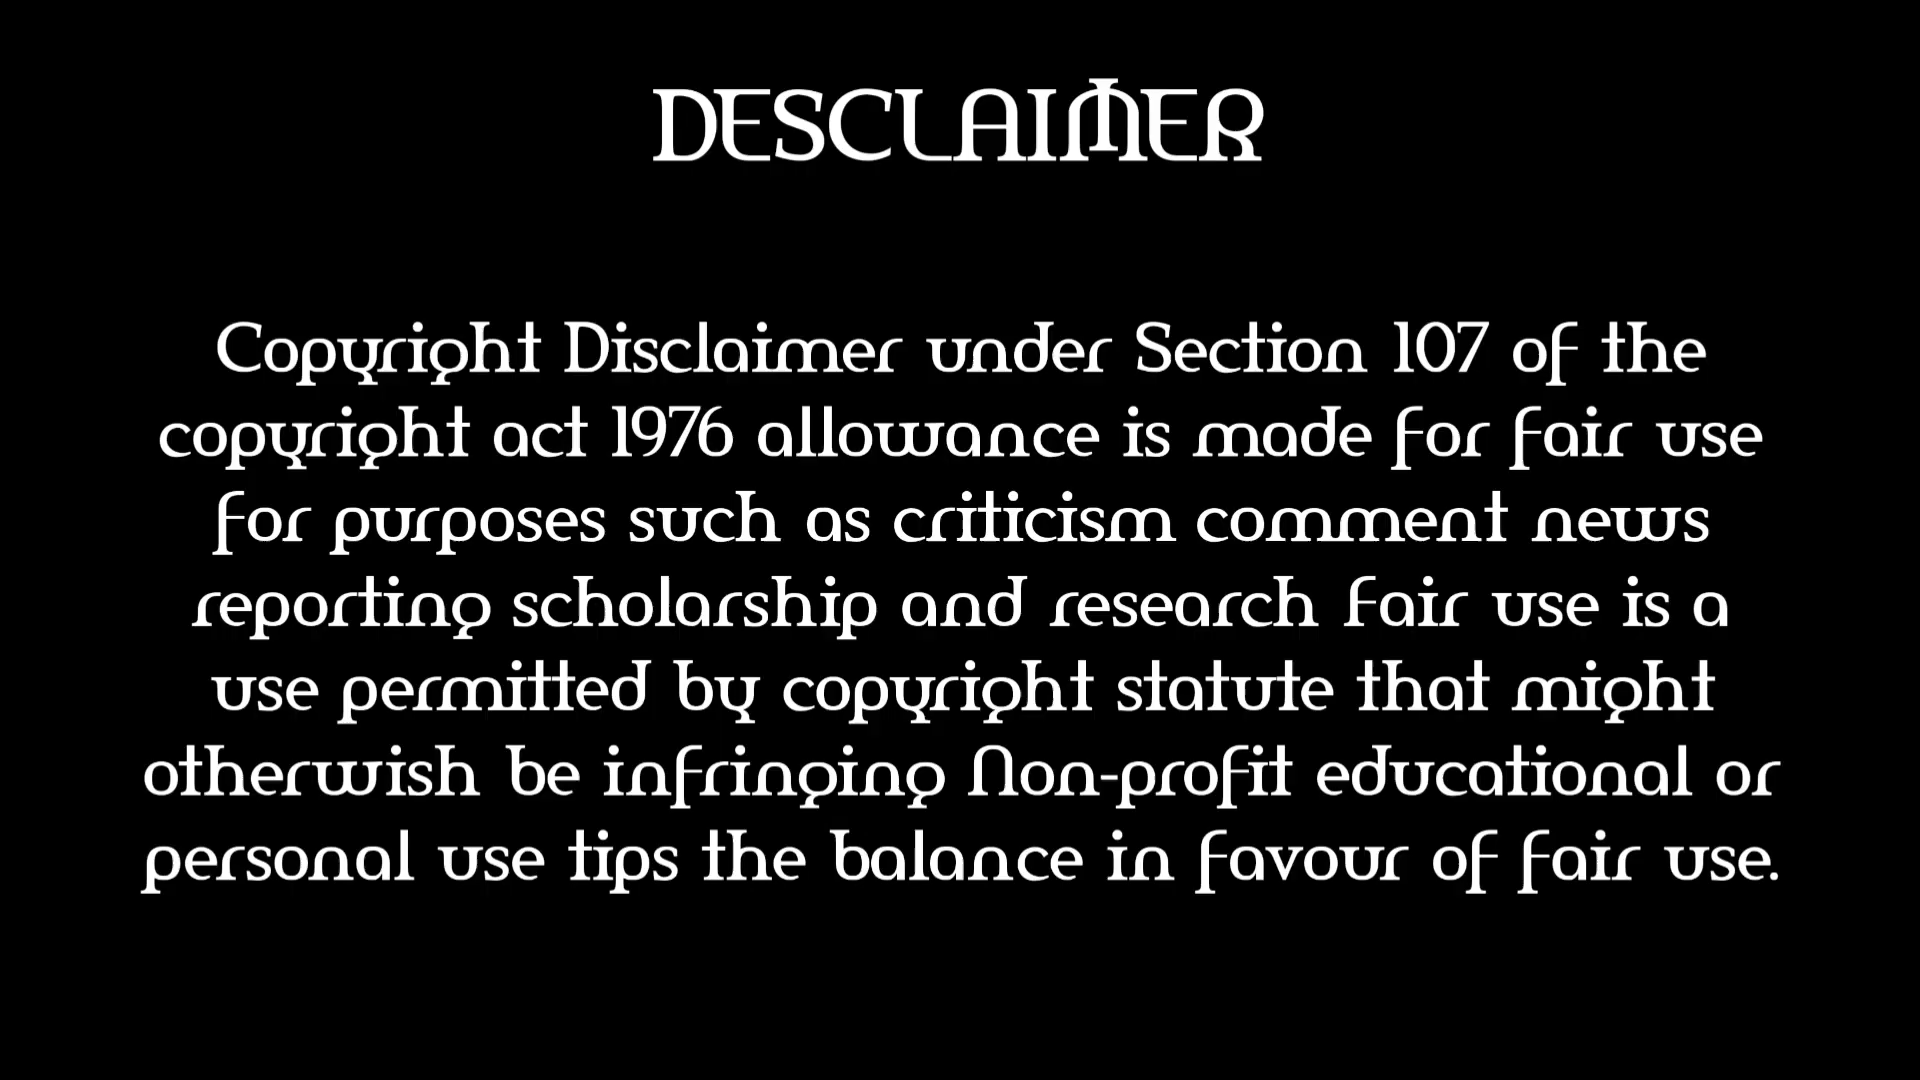 DESCLAIMER
Copyright Disclaimer under Section 107 of the
copyright act 1976 allowance is made for fair use
for purposes such as criticism comment news
reporting scholarship and research Fair use is a
use permitted by copyright statute that might
otherwish be infringing Non-profit educational or
personal use tips the balance in favour of fair use.